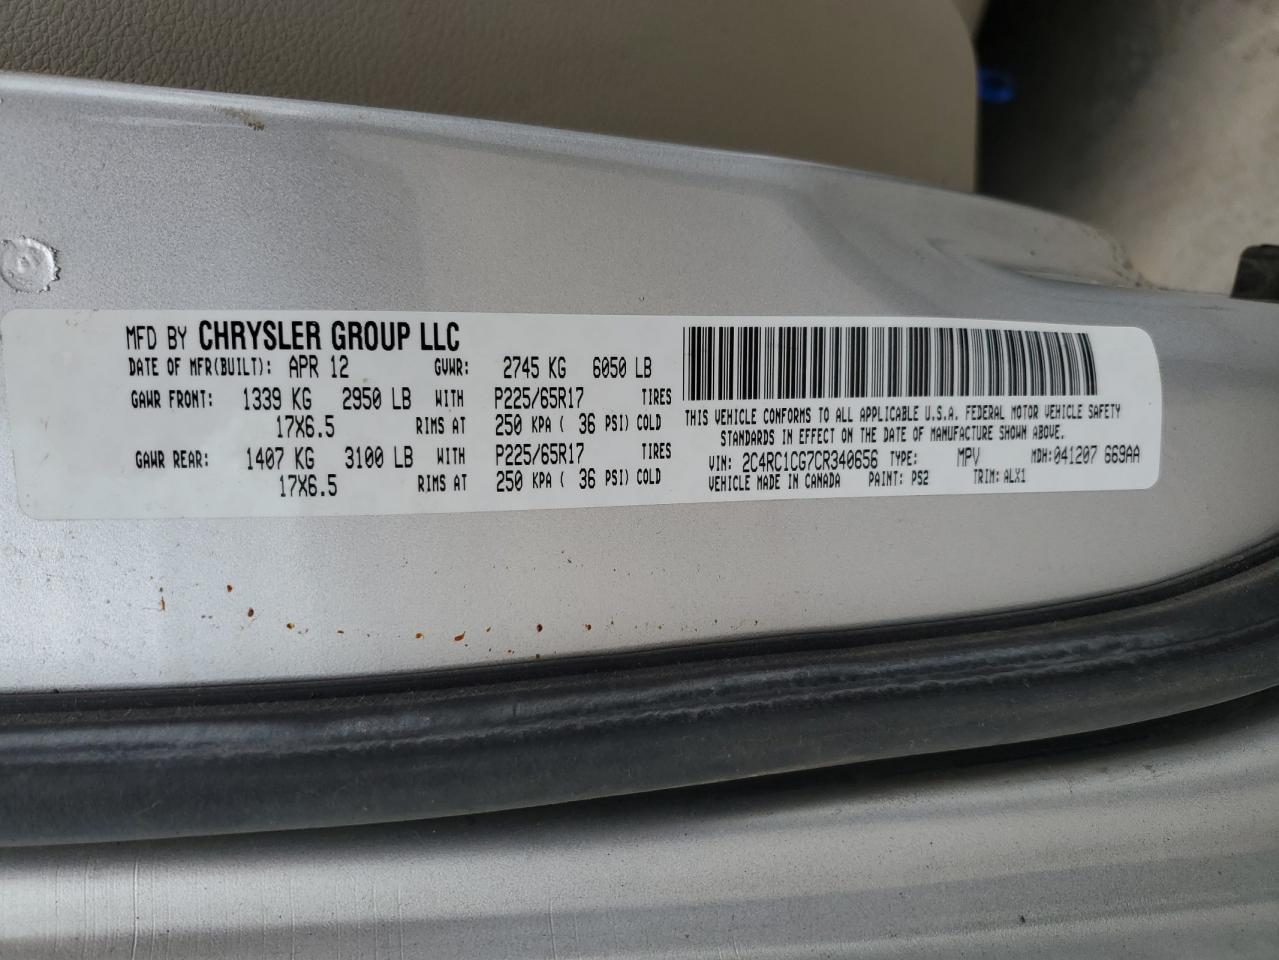 MFD BY CHRYSLER GROUP LLC
DATE OF MFR(BUILT): APR 12 GVWR: 2745 KG 6050 LB
GAWR FRONT: 1339 KG 2950 LB WITH P225/65R17 TIRES
17X6.5 RIMS AT 250 KPA ( 36 PSI) COLD
GAWR REAR: 1407 KG 3100 LB WITH P225/65R17 TIRES
17X6.5 RIMS AT 250 KPA ( 36 PSI) COLD
THIS VEHICLE CONFORMS TO ALL APPLICABLE U.S.A. FEDERAL MOTOR VEHICLE SAFETY
STANDARDS IN EFFECT ON THE DATE OF MANUFACTURE SHOWN ABOVE.
VIN: 2C4RC1CG7CR340656 TYPE: MPV MDH:041207 669AA
VEHICLE MADE IN CANADA PAINT: PS2 TRIM: ALX1